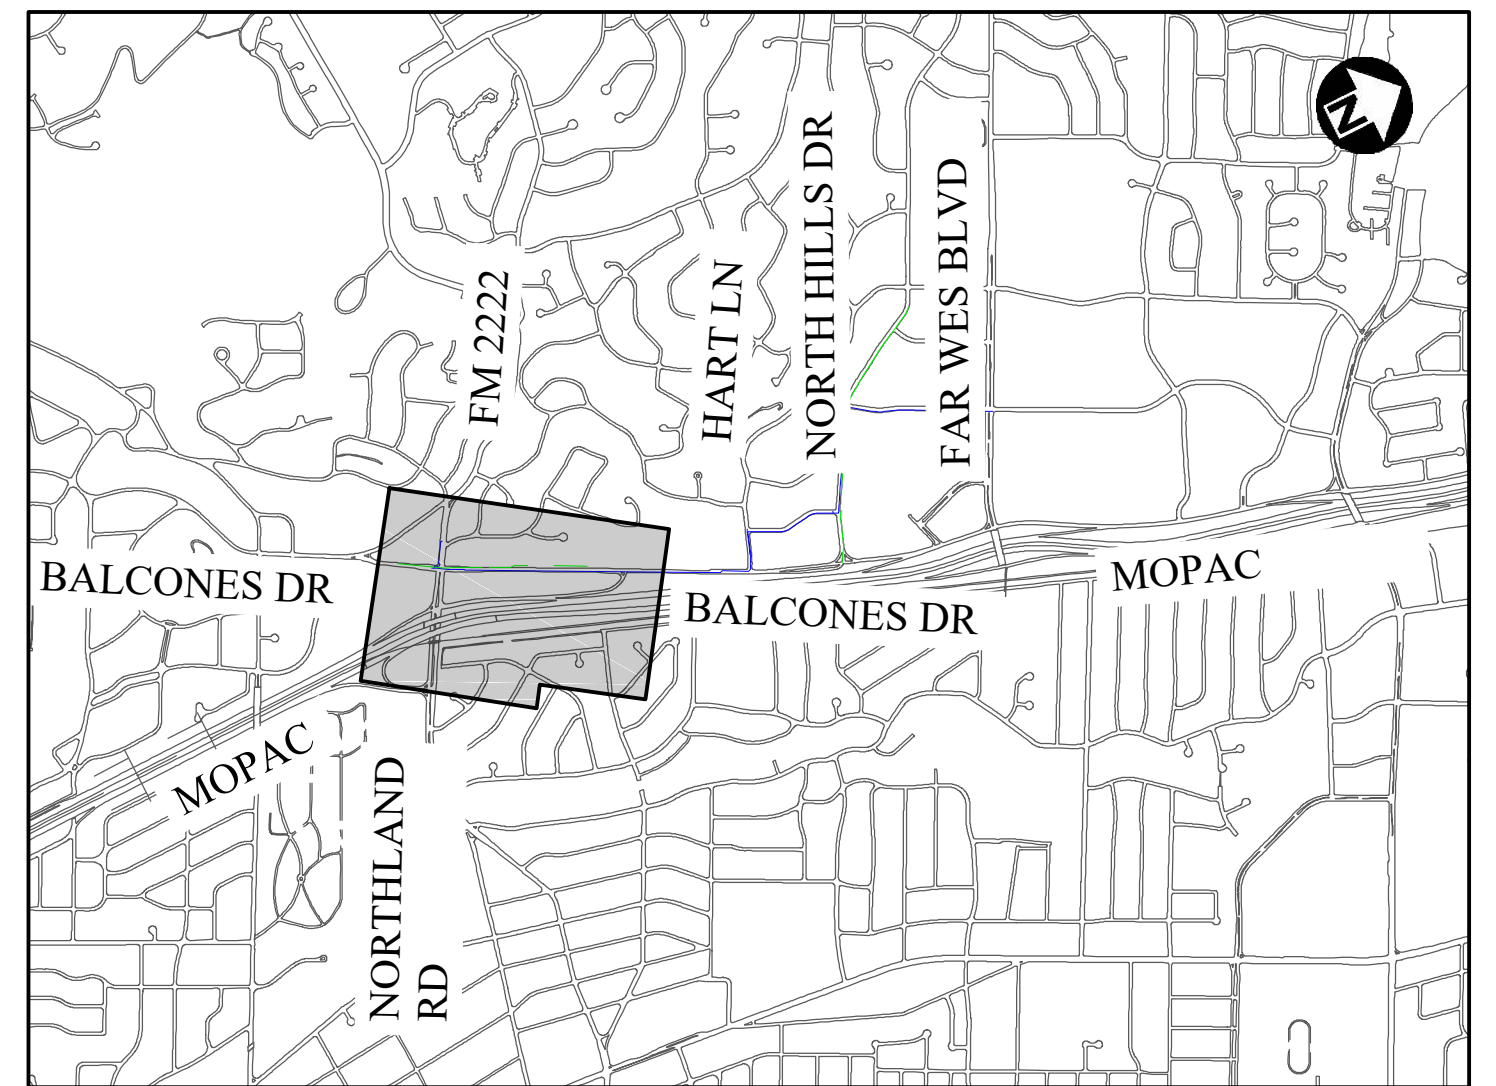 N
NORTH HILLS DR
FAR WES BLVD
FM 2222
HART LN
BALCONES DR
BALCONES DR
MOPAC
MOPAC
NORTHLAND
RD